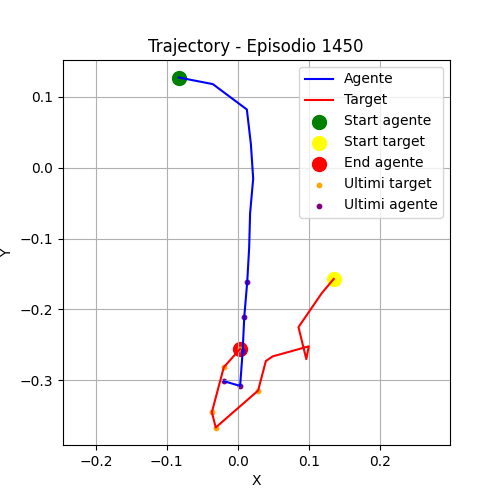 Trajectory - Episodio 1450
Agente
Target
Start agente
Start target
End agente
Ultimi target
Ultimi agente
0.1
0.0
−0.1
−0.2
−0.3
Y
−0.2
−0.1
0.0
0.1
0.2
X